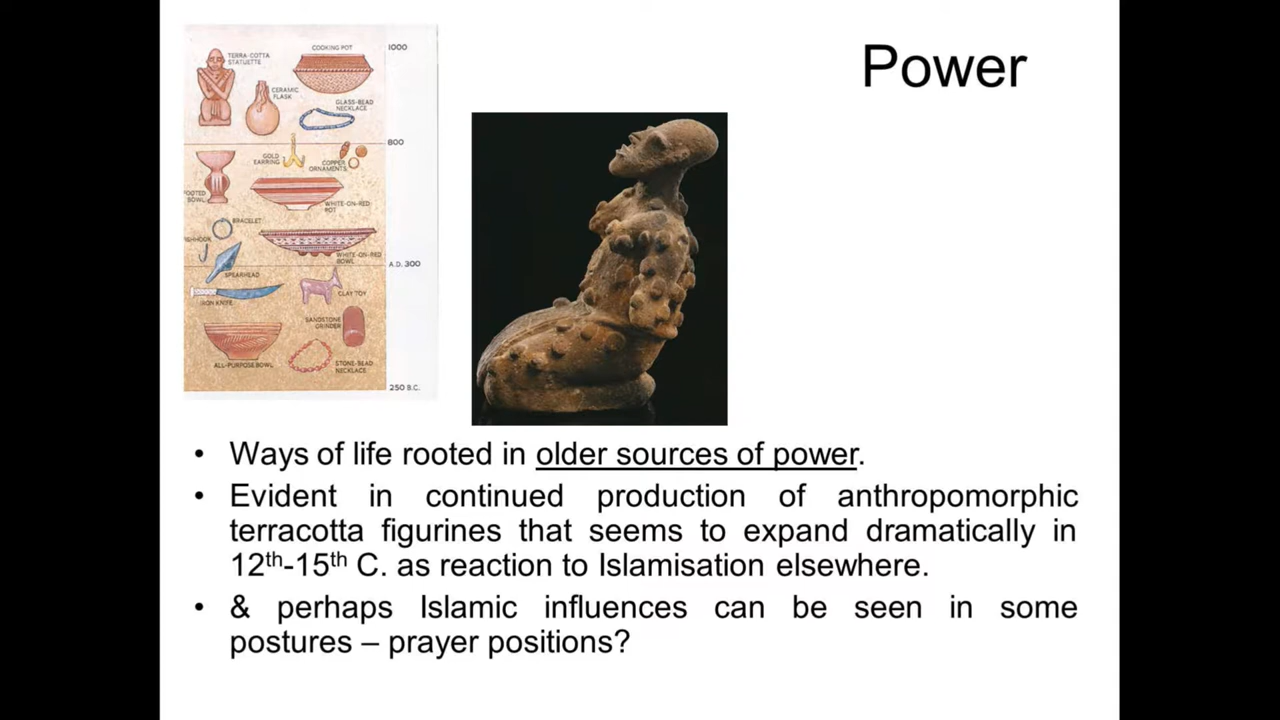 Power
TERRA-COTTA
STATUETTE
COOKING POT
1000
CERAMIC
FLASK
GLASS-BEAD
NECKLACE
800
GOLD
EARRING
COPPER
ORNAMENTS
OOTED
BOWL
WHITE-ON-RED
POT
BRACELET
SH-HOOK
WHITE-ON-RED
BOWL
A.D. 300
SPEARHEAD
CLAY TOY
IRON KNIFE
SANDSTONE
GRINDER
ALL-PURPOSE BOWL
STONE-BEAD
NECKLACE
250 B.C.
• Ways of life rooted in older sources of power.
• Evident in continued production of anthropomorphic
terracotta figurines that seems to expand dramatically in
12th-15th C. as reaction to Islamisation elsewhere.
• & perhaps Islamic influences can be seen in some
postures – prayer positions?